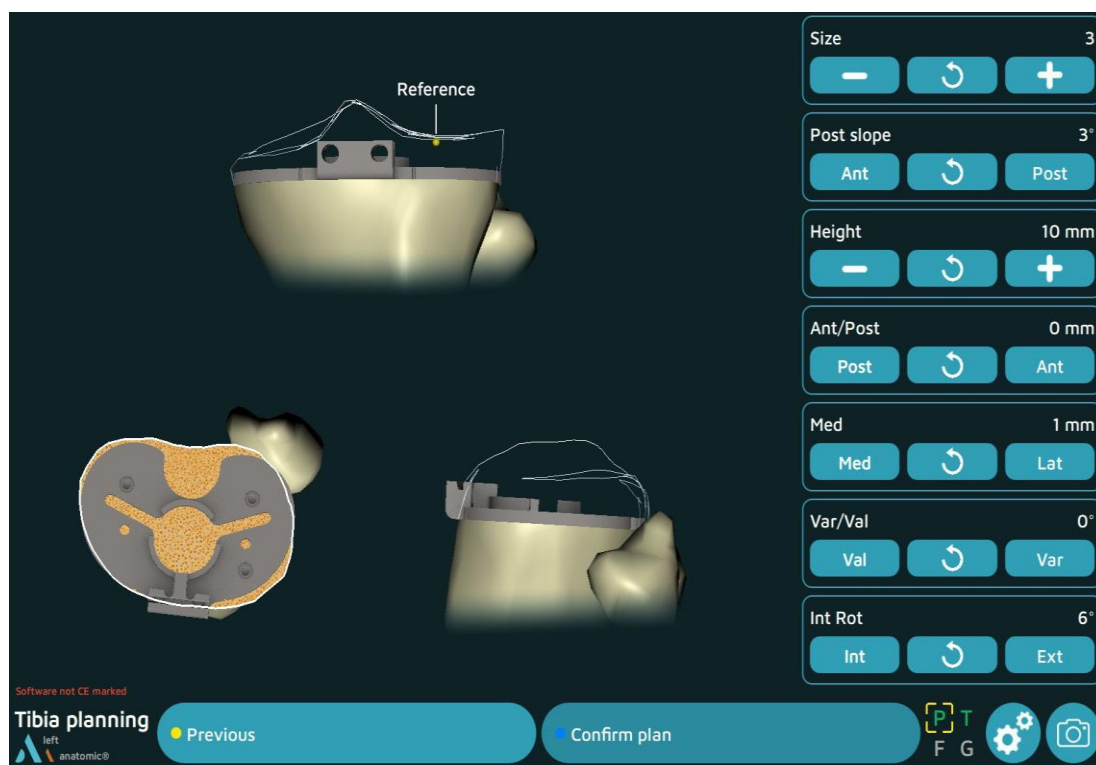 Reference
Size 3
Post slope 3°
Ant Post
Height 10 mm
Ant/Post 0 mm
Post Ant
Med 1 mm
Med Lat
Var/Val 0°
Val Var
Int Rot 6°
Int Ext
Software not CE marked
Tibia planning
left
anatomic®
Previous
Confirm plan
P T
F G